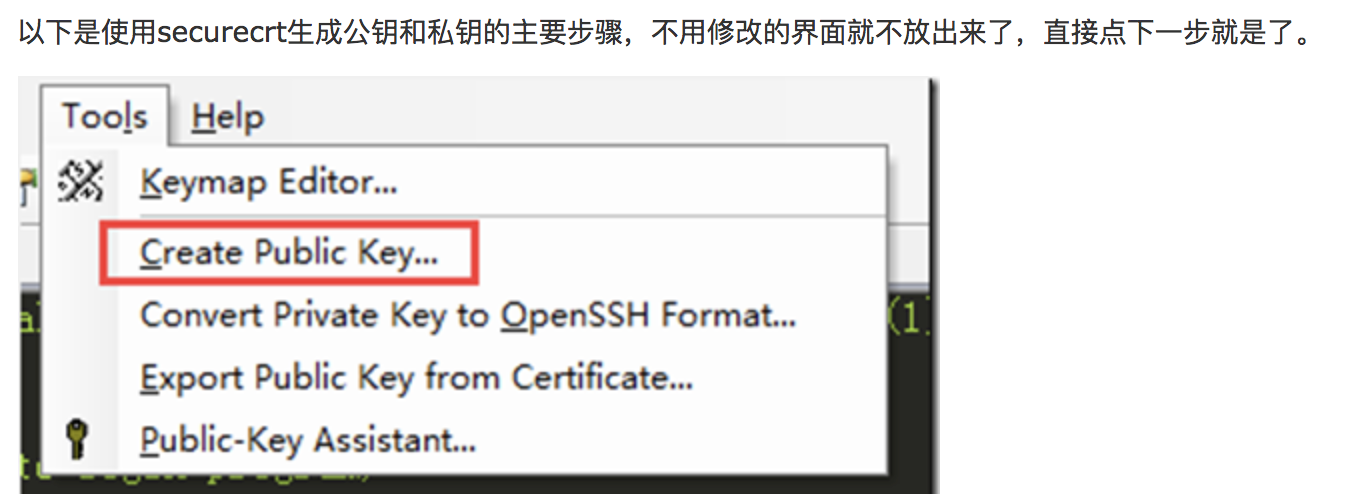 以下是使用securecrt生成公钥和私钥的主要步骤，不用修改的界面就不放出来了，直接点下一步就是了。
Tools Help
Keymap Editor...
Create Public Key...
Convert Private Key to OpenSSH Format...
Export Public Key from Certificate...
Public-Key Assistant...